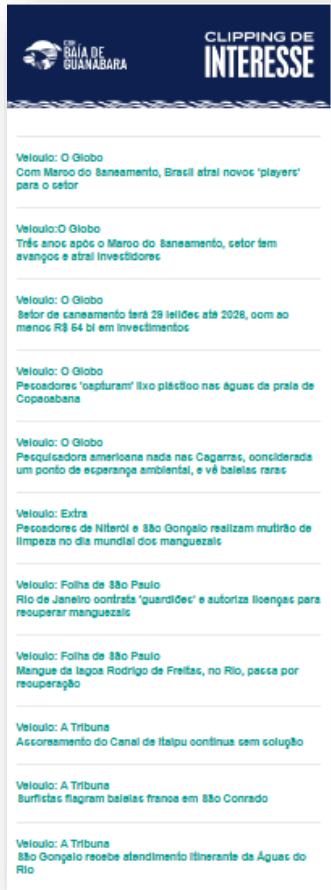 CBH
BAÍA DE
GUANABARA
CLIPPING DE
INTERESSE
Veículo: O Globo
Com Marco do Saneamento, Brasil atrai novos 'players'
para o setor
Veículo:O Globo
Três anos após o Marco do Saneamento, setor tem
avanços e atrai investidores
Veículo: O Globo
Setor de saneamento terá 29 leilões até 2026, com ao
menos R$ 64 bi em investimentos
Veículo: O Globo
Pescadores 'capturam' lixo plástico nas águas da praia de
Copacabana
Veículo: O Globo
Pesquisadora americana nada nas Cagarras, considerada
um ponto de esperança ambiental, e vê baleias raras
Veículo: Extra
Pescadores de Niterói e São Gonçalo realizam mutirão de
limpeza no dia mundial dos manguezais
Veículo: Folha de São Paulo
Rio de Janeiro contrata 'guardiões' e autoriza licenças para
recuperar manguezais
Veículo: Folha de São Paulo
Mangue da lagoa Rodrigo de Freitas, no Rio, passa por
recuperação
Veículo: A Tribuna
Assoreamento do Canal de Itaipu continua sem solução
Veículo: A Tribuna
Surfistas flagram baleias franca em São Conrado
Veículo: A Tribuna
São Gonçalo recebe atendimento itinerante da Águas do
Rio